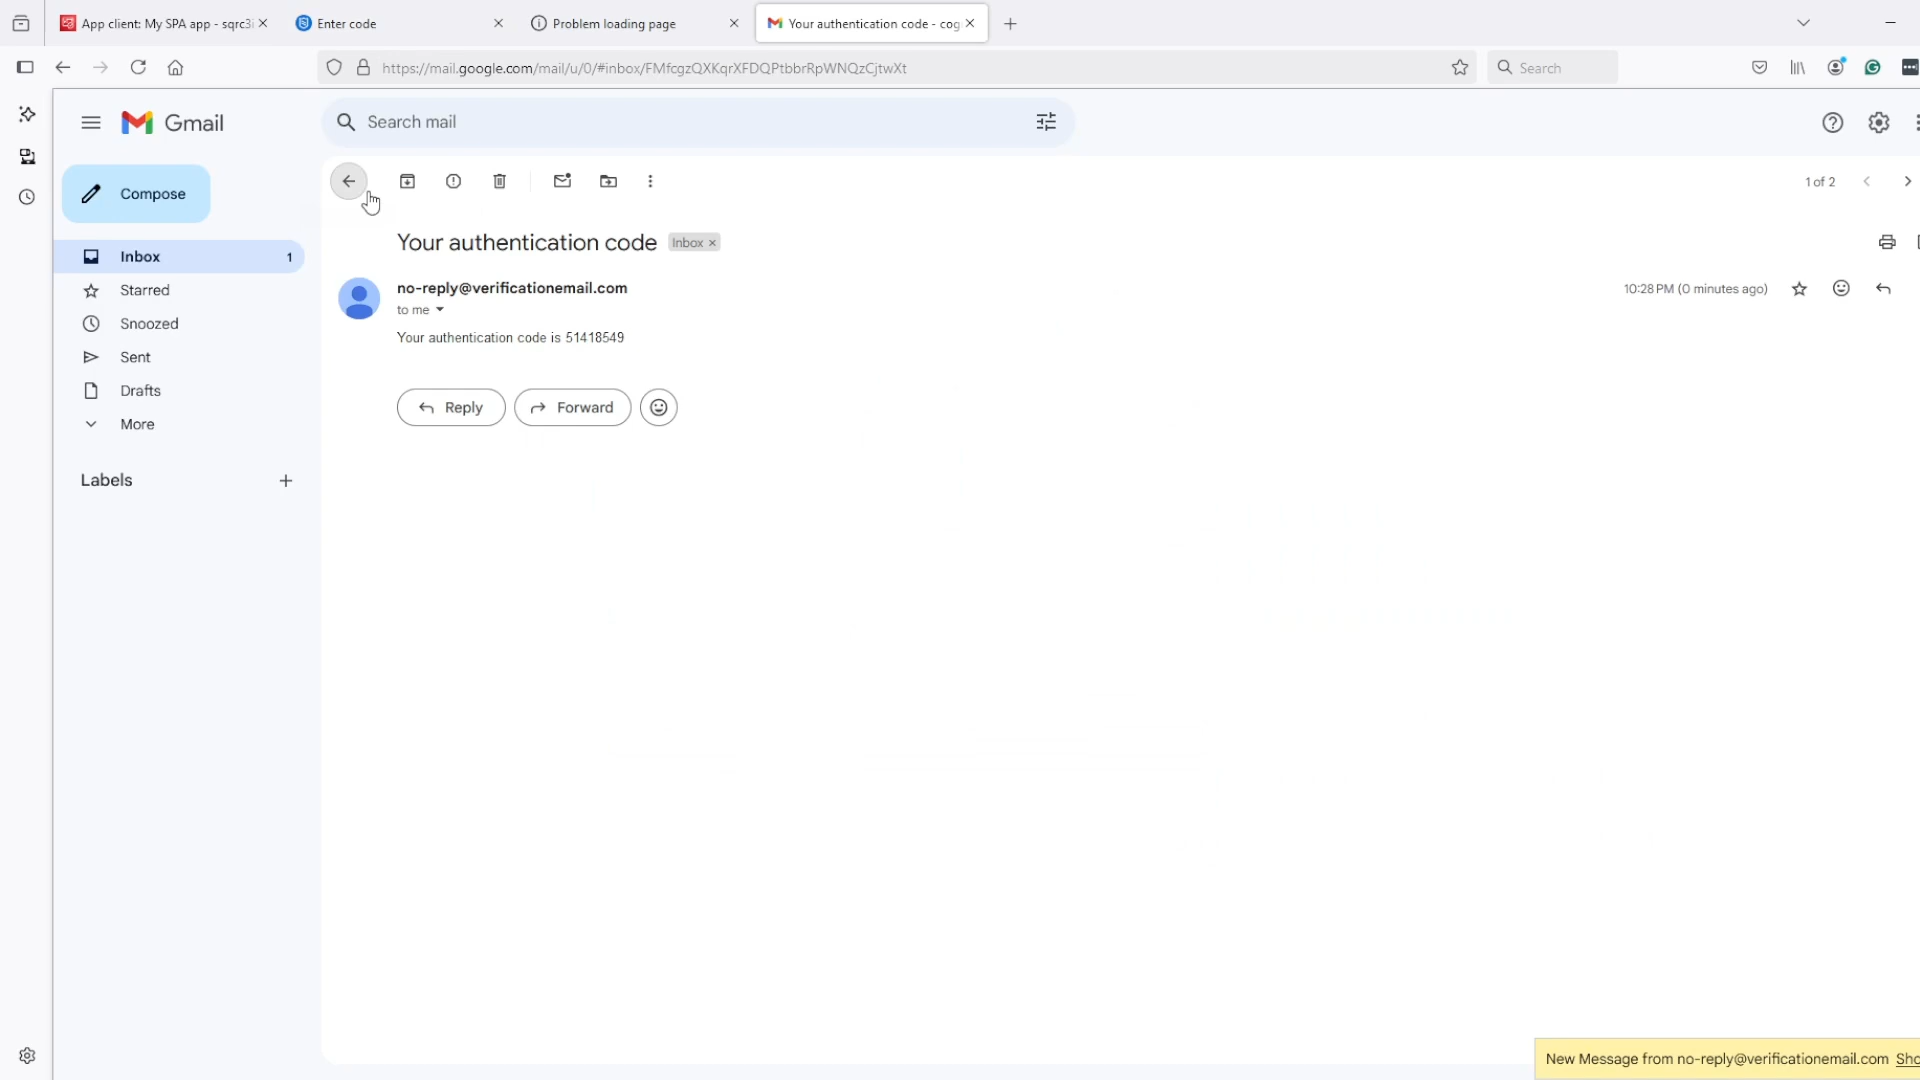 App client: My SPA app - sqrc3i
Enter code
Problem loading page
Your authentication code - cog
https://mail.google.com/mail/u/0/#inbox/FMfcgzQXKqrXFDQPtbbrRpWNQzCjtwXt
Search
Gmail
Search mail
Compose
1 of 2
Your authentication code
Inbox ×
Inbox 1
Starred
Snoozed
Sent
Drafts
More
Labels
no-reply@verificationemail.com
10:28 PM (0 minutes ago)
to me
Your authentication code is 51418549
Reply
Forward
New Message from no-reply@verificationemail.com Sho